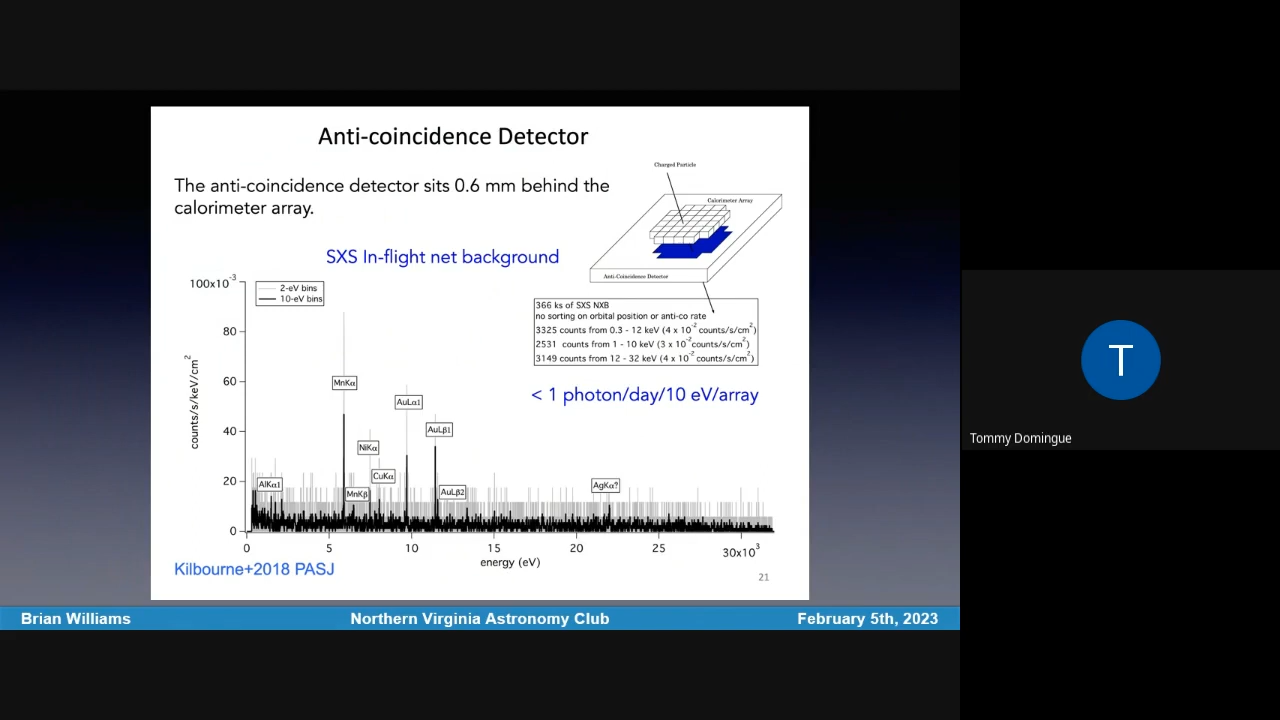 Anti-coincidence Detector
The anti-coincidence detector sits 0.6 mm behind the
calorimeter array.
Charged Particle
Calorimeter Array
Anti-Coincidence Detector
SXS In-flight net background
366 ks of SXS NXB
no sorting on orbital position or anti-co rate
3325 counts from 0.3 - 12 keV (4 x 10⁻² counts/s/cm²)
2531 counts from 1 - 10 keV (3 x 10⁻² counts/s/cm²)
3149 counts from 12 - 32 keV (4 x 10⁻² counts/s/cm²)
< 1 photon/day/10 eV/array
100x10⁻³
80
60
40
20
0
counts/s/keV/cm²
2-eV bins
10-eV bins
MnKα
AuLα1
AuLβ1
NiKα
CuKα
AlKα1
MnKβ
AuLβ2
AgKα?
0
5
10
15
20
25
30x10³
energy (eV)
Kilbourne+2018 PASJ
21
Brian Williams
Northern Virginia Astronomy Club
February 5th, 2023
T
Tommy Domingue